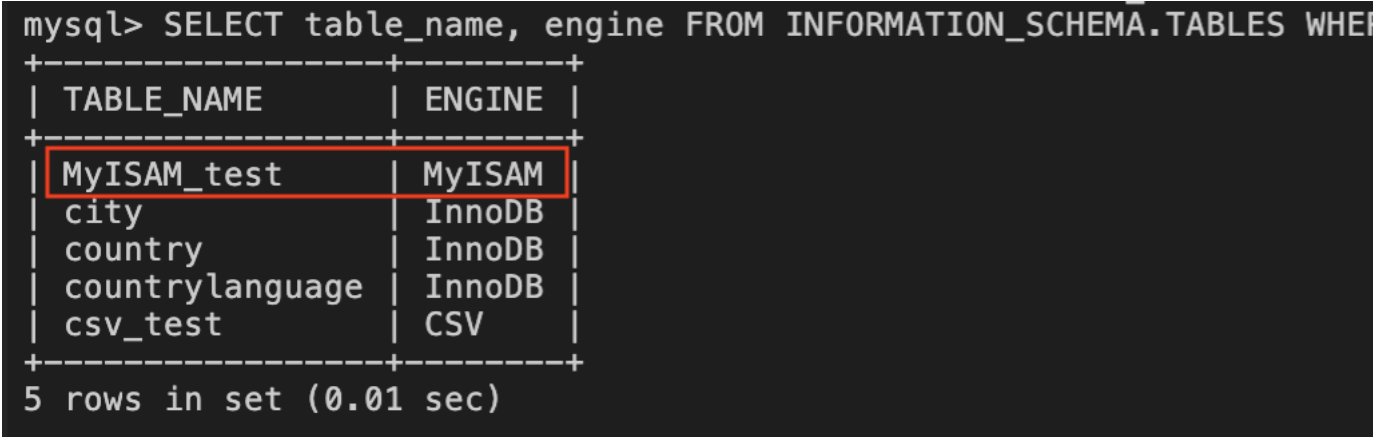 mysql> SELECT table_name, engine FROM INFORMATION_SCHEMA.TABLES
+-----------------+--------+
| TABLE_NAME      | ENGINE |
+-----------------+--------+
| MyISAM_test     | MyISAM |
| city            | InnoDB |
| country         | InnoDB |
| countrylanguage | InnoDB |
| csv_test        | CSV    |
+-----------------+--------+
5 rows in set (0.01 sec)